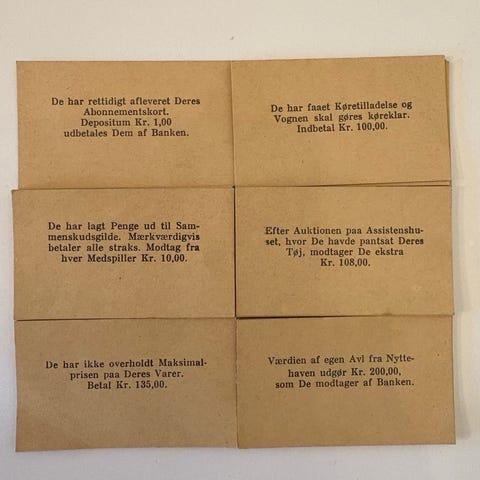 De har rettidigt afleveret Deres
Abonnementskort.
Depositum Kr. 1,00
udbetales Dem af Banken.
De har faaet Køretilladelse og
Vognen skal gøres køreklar.
Indbetal Kr. 100,00.
De har lagt Penge ud til Sam-
menskudsgilde. Mærkværdigvis
betaler alle straks. Modtag fra
hver Medspiller Kr. 10,00.
Efter Auktionen paa Assistenshu-
set, hvor De havde pantsat Deres
Tøj, modtager De ekstra
Kr. 108,00.
De har ikke overholdt Maksimal-
prisen paa Deres Varer.
Betal Kr. 135,00.
Værdien af egen Avl fra Nytte-
haven udgør Kr. 200,00,
som De modtager af Banken.